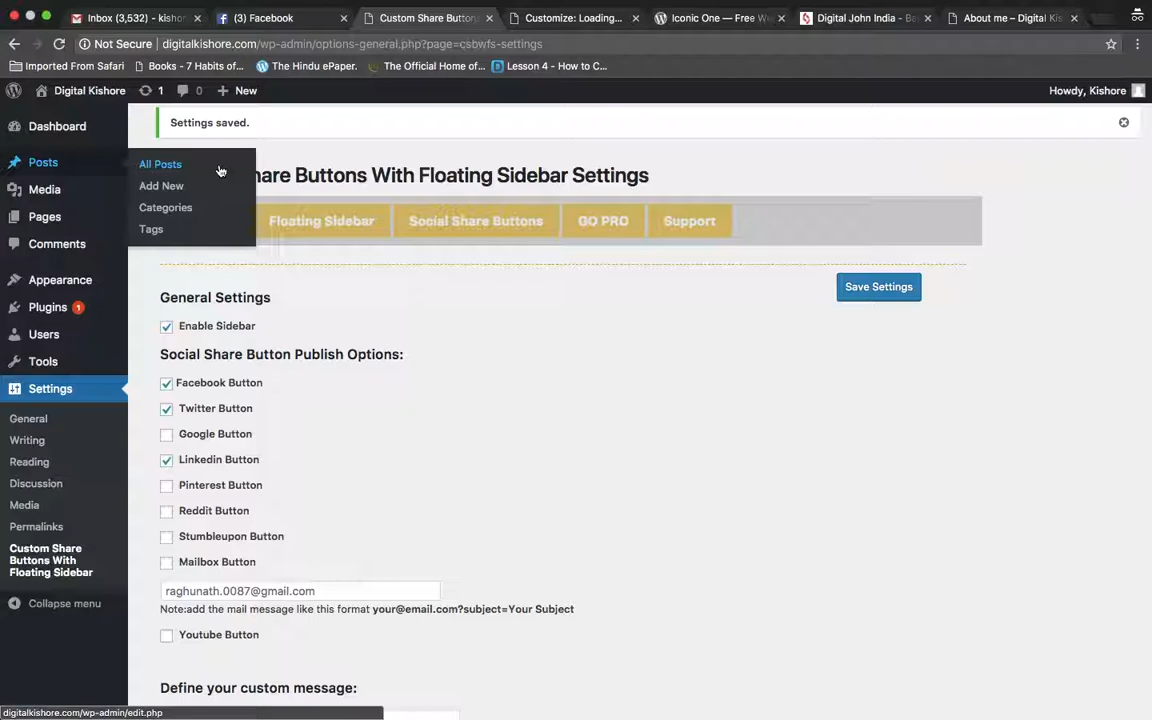 Inbox (3,532) - kishor
(3) Facebook
Custom Share Button
Customize: Loading...
Iconic One — Free W
Digital John India - Ba
About me – Digital Kis
Not Secure
digitalkishore.com/wp-admin/options-general.php?page=csbwfs-settings
Imported From Safari
Books - 7 Habits of...
The Hindu ePaper.
The Official Home of...
Lesson 4 - How to C...
Digital Kishore
1
0
New
Howdy, Kishore
Dashboard
Posts
Media
Pages
Comments
Appearance
Plugins 1
Users
Tools
Settings
General
Writing
Reading
Discussion
Media
Permalinks
Custom Share
Buttons With
Floating Sidebar
Collapse menu
All Posts
Add New
Categories
Tags
Settings saved.
hare Buttons With Floating Sidebar Settings
Floating Sidebar
Social Share Buttons
GO PRO
Support
Save Settings
General Settings
Enable Sidebar
Social Share Button Publish Options:
Facebook Button
Twitter Button
Google Button
Linkedin Button
Pinterest Button
Reddit Button
Stumbleupon Button
Mailbox Button
raghunath.0087@gmail.com
Note:add the mail message like this format your@email.com?subject=Your Subject
Youtube Button
Define your custom message:
digitalkishore.com/wp-admin/edit.php